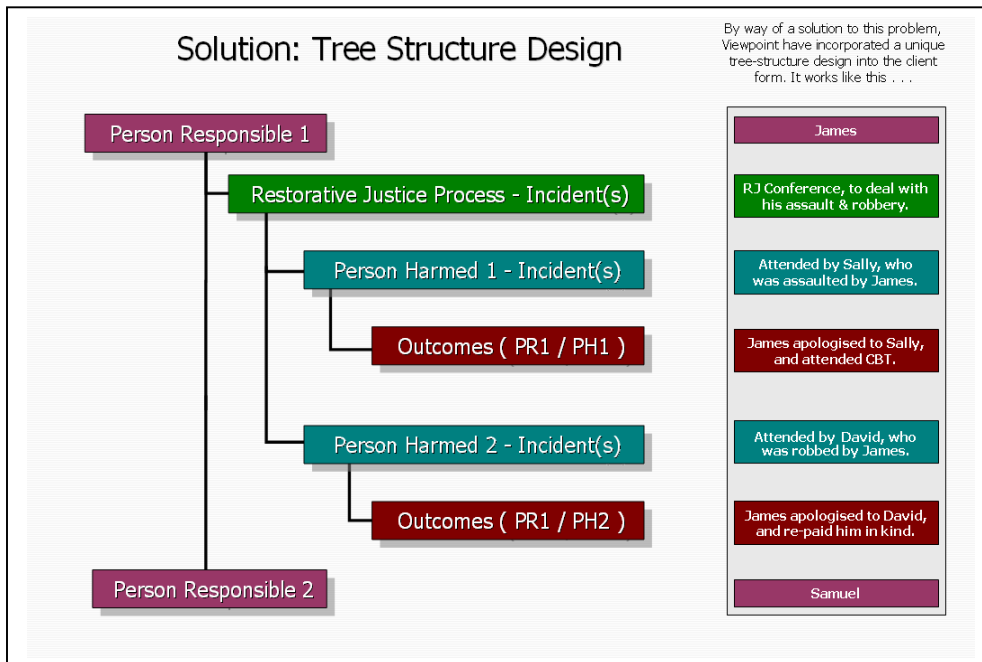 Solution: Tree Structure Design
By way of a solution to this problem,
Viewpoint have incorporated a unique
tree-structure design into the client
form. It works like this . . .
Person Responsible 1
Restorative Justice Process - Incident(s)
Person Harmed 1 - Incident(s)
Outcomes ( PR1 / PH1 )
Person Harmed 2 - Incident(s)
Outcomes ( PR1 / PH2 )
Person Responsible 2
James
RJ Conference, to deal with
his assault & robbery.
Attended by Sally, who
was assaulted by James.
James apologised to Sally,
and attended CBT.
Attended by David, who
was robbed by James.
James apologised to David,
and re-paid him in kind.
Samuel